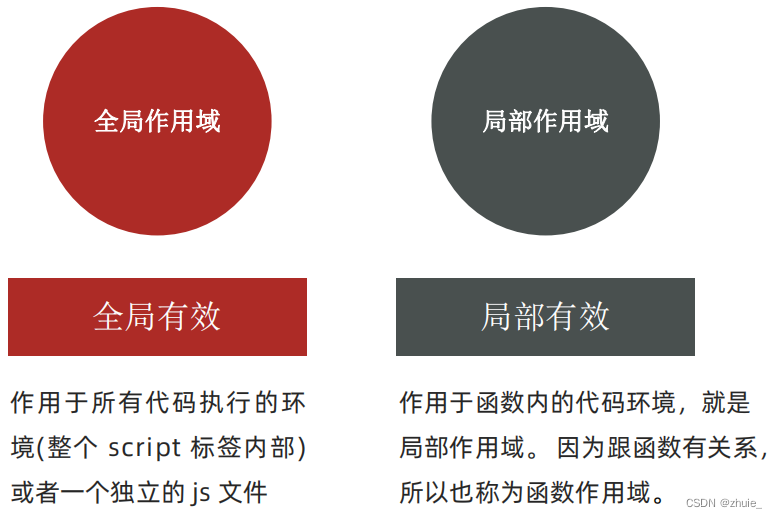 全局作用域
局部作用域
全局有效
局部有效
作用于所有代码执行的环
境(整个 script 标签内部)
或者一个独立的 js 文件
作用于函数内的代码环境，就是
局部作用域。 因为跟函数有关系，
所以也称为函数作用域。
CSDN @zhuie_